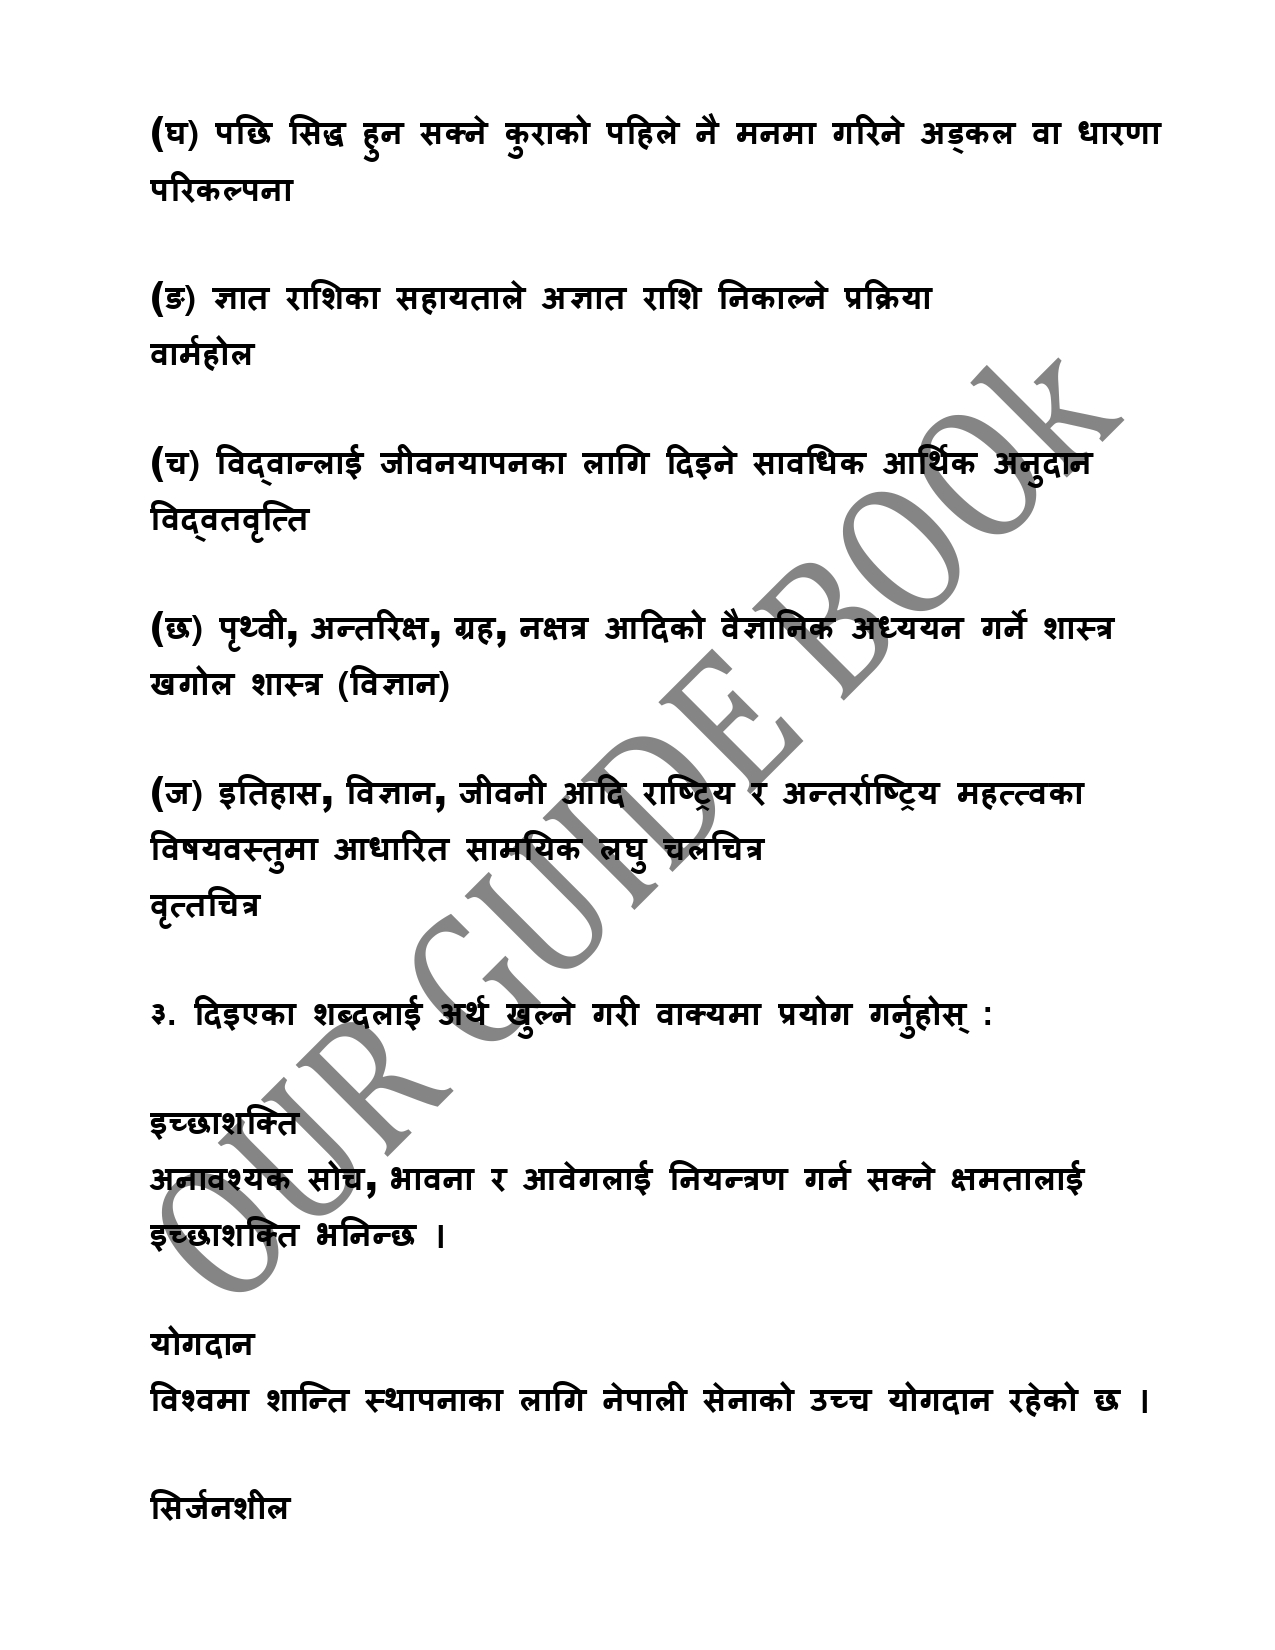 (घ) पछि सिद्ध हुन सक्ने कुराको पहिले नै मनमा गरिने अड्कल वा धारणा
परिकल्पना
(ङ) ज्ञात राशिका सहायताले अज्ञात राशि निकाल्ने प्रक्रिया
वार्महोल
(च) विद्‌वान्लाई जीवनयापनका लागि दिइने सावधिक आर्थिक अनुदान
विद्‌वतवृत्ति
(छ) पृथ्वी, अन्तरिक्ष, ग्रह, नक्षत्र आदिको वैज्ञानिक अध्ययन गर्ने शास्त्र
खगोल शास्त्र (विज्ञान)
(ज) इतिहास, विज्ञान, जीवनी आदि राष्ट्रिय र अन्तर्राष्ट्रिय महत्त्वका
विषयवस्तुमा आधारित सामयिक लघु चलचित्र
वृत्तचित्र
३. दिइएका शब्दलाई अर्थ खुल्ने गरी वाक्यमा प्रयोग गर्नुहोस् :
इच्छाशक्ति
अनावश्यक सोच, भावना र आवेगलाई नियन्त्रण गर्न सक्ने क्षमतालाई
इच्छाशक्ति भनिन्छ ।
योगदान
विश्वमा शान्ति स्थापनाका लागि नेपाली सेनाको उच्च योगदान रहेको छ ।
सिर्जनशील
OUR GUIDE BOOk